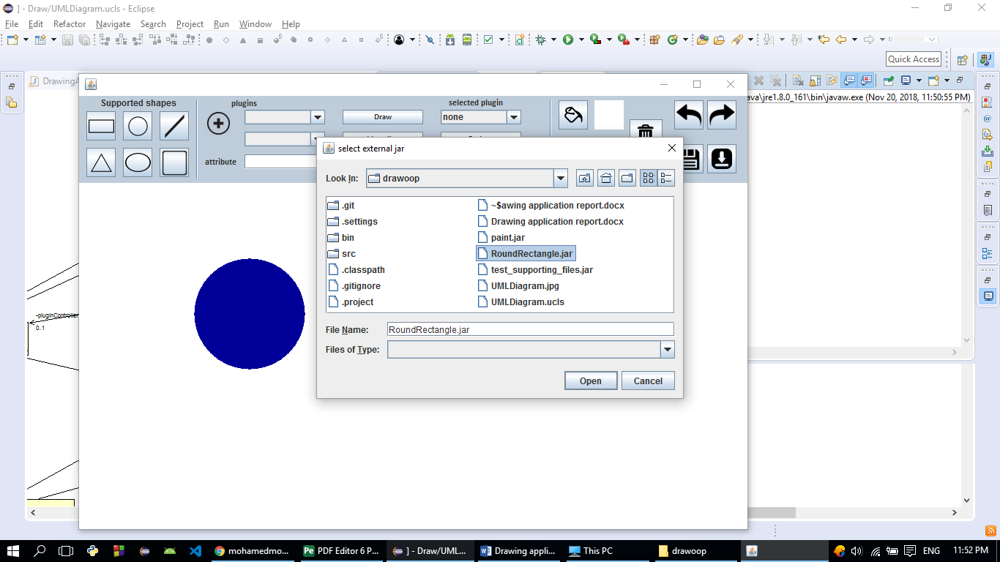 ] - Draw/UMLDiagram.ucls - Eclipse
File Edit Refactor Navigate Search Project Run Window Help
Quick Access
ava\jre1.8.0_161\bin\javaw.exe (Nov 20, 2018, 11:50:55 PM)
Supported shapes
plugins
selected plugin
Draw
none
attribute
select external jar
Look In:
drawoop
.git
.settings
bin
src
.classpath
.gitignore
.project
~$awing application report.docx
Drawing application report.docx
paint.jar
RoundRectangle.jar
test_supporting_files.jar
UMLDiagram.jpg
UMLDiagram.ucls
File Name:
RoundRectangle.jar
Files of Type:
Open
Cancel
-pluginController
0..1
mohamedmo...
Pe
PDF Editor 6 P...
] - Draw/UML...
Drawing appli...
This PC
drawoop
ENG
11:52 PM